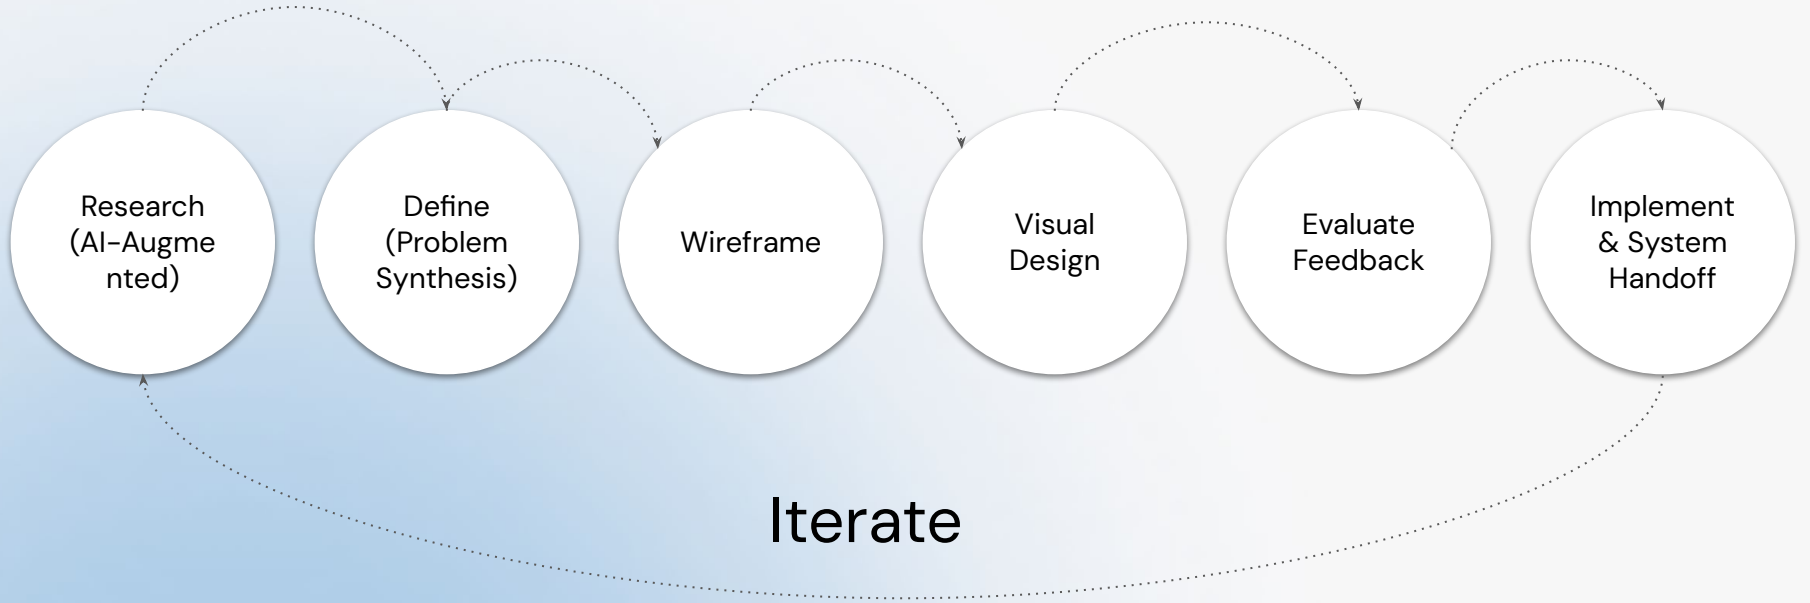 Research
(AI-Augme
nted)
Define
(Problem
Synthesis)
Wireframe
Visual
Design
Evaluate
Feedback
Implement
& System
Handoff
Iterate